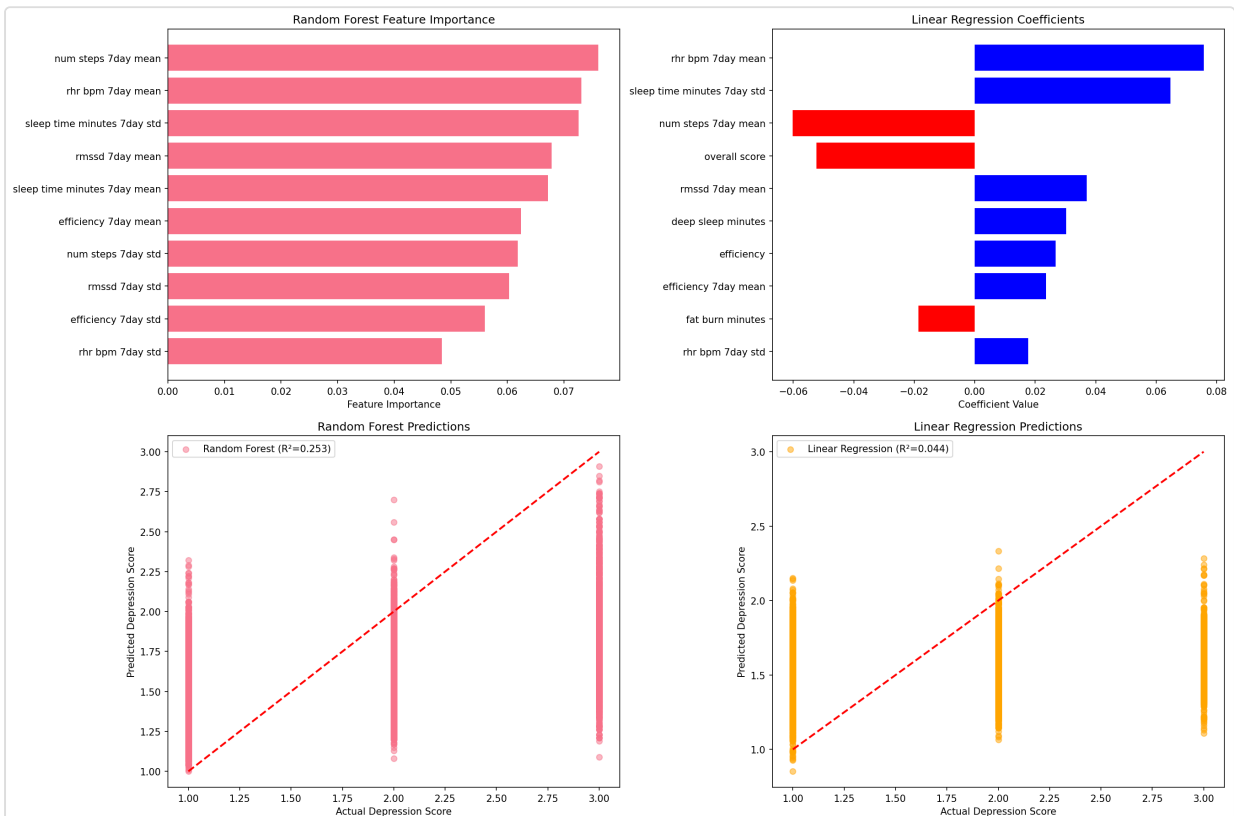 Random Forest Feature Importance
num steps 7day mean
rhr bpm 7day mean
sleep time minutes 7day std
rmssd 7day mean
sleep time minutes 7day mean
efficiency 7day mean
num steps 7day std
rmssd 7day std
efficiency 7day std
rhr bpm 7day std
0.00 0.01 0.02 0.03 0.04 0.05 0.06 0.07
Feature Importance
Linear Regression Coefficients
rhr bpm 7day mean
sleep time minutes 7day std
num steps 7day mean
overall score
rmssd 7day mean
deep sleep minutes
efficiency
efficiency 7day mean
fat burn minutes
rhr bpm 7day std
−0.06 −0.04 −0.02 0.00 0.02 0.04 0.06 0.08
Coefficient Value
Random Forest Predictions
Random Forest (R²=0.253)
Predicted Depression Score
3.00
2.75
2.50
2.25
2.00
1.75
1.50
1.25
1.00
1.00 1.25 1.50 1.75 2.00 2.25 2.50 2.75 3.00
Actual Depression Score
Linear Regression Predictions
Linear Regression (R²=0.044)
Predicted Depression Score
3.0
2.5
2.0
1.5
1.0
1.00 1.25 1.50 1.75 2.00 2.25 2.50 2.75 3.00
Actual Depression Score